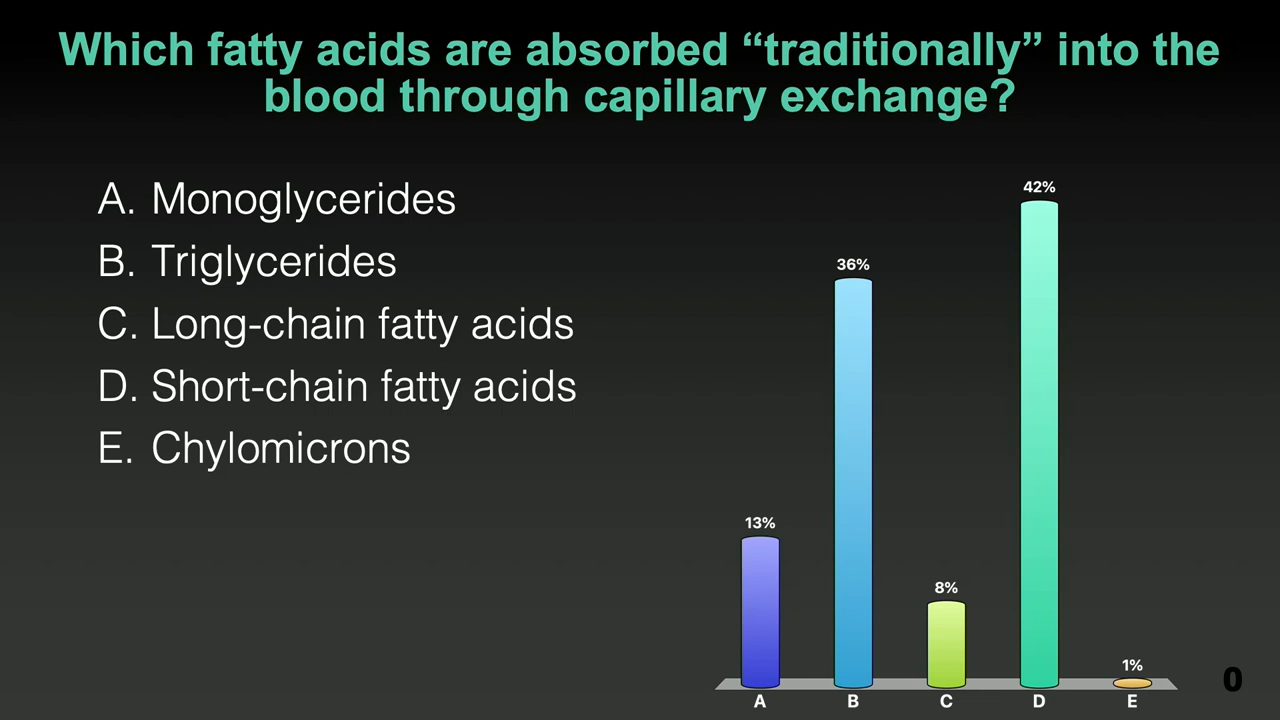 Which fatty acids are absorbed “traditionally” into the
blood through capillary exchange?
A. Monoglycerides
B. Triglycerides
C. Long-chain fatty acids
D. Short-chain fatty acids
E. Chylomicrons
13%
36%
8%
42%
1%
A B C D E
0